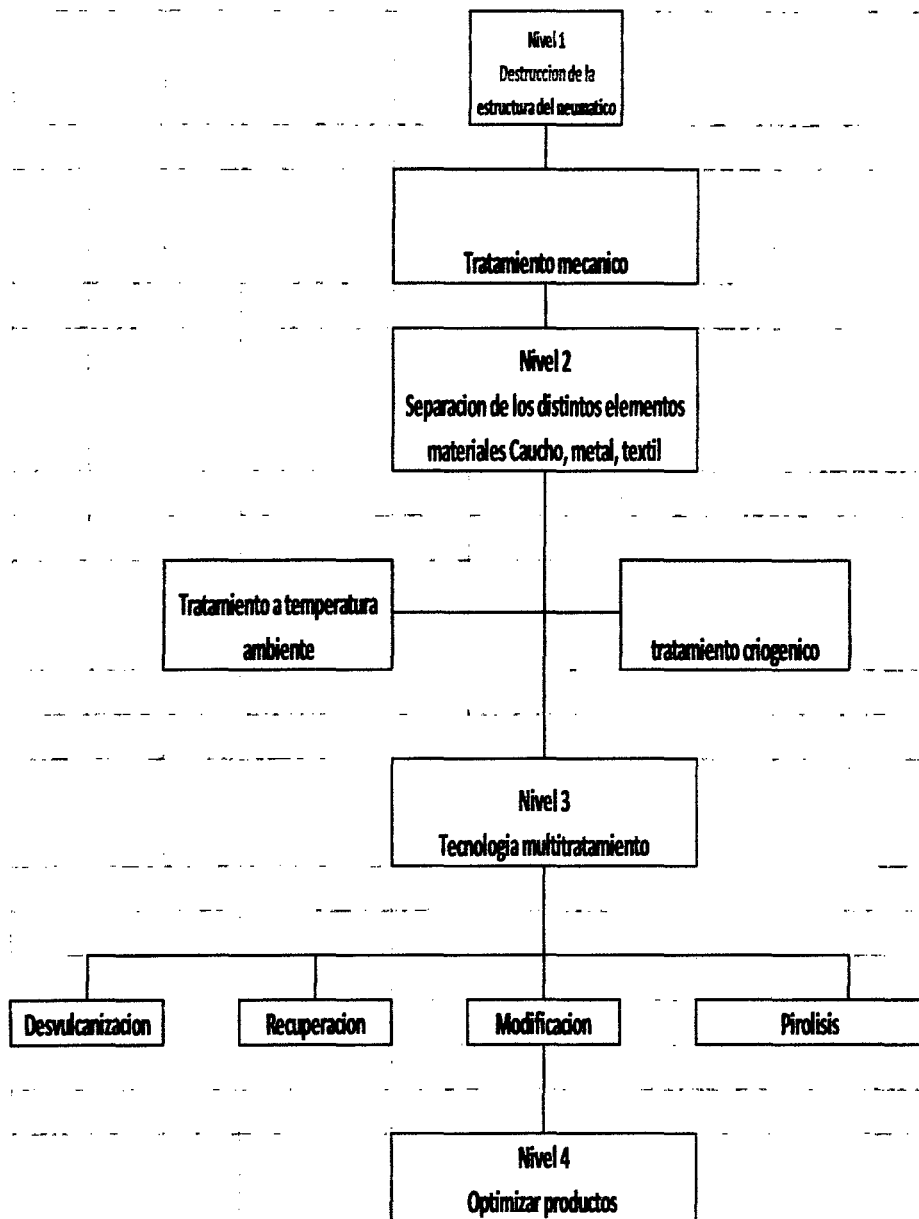 Nivel 1
Destruccion de la
estructura del neumatico
Tratamiento mecanico
Nivel 2
Separacion de los distintos elementos
materiales Caucho, metal, textil
Tratamiento a temperatura
ambiente
tratamiento criogenico
Nivel 3
Tecnologia multitratamiento
Desvulcanizacion
Recuperacion
Modificacion
Pirolisis
Nivel 4
Optimizar productos